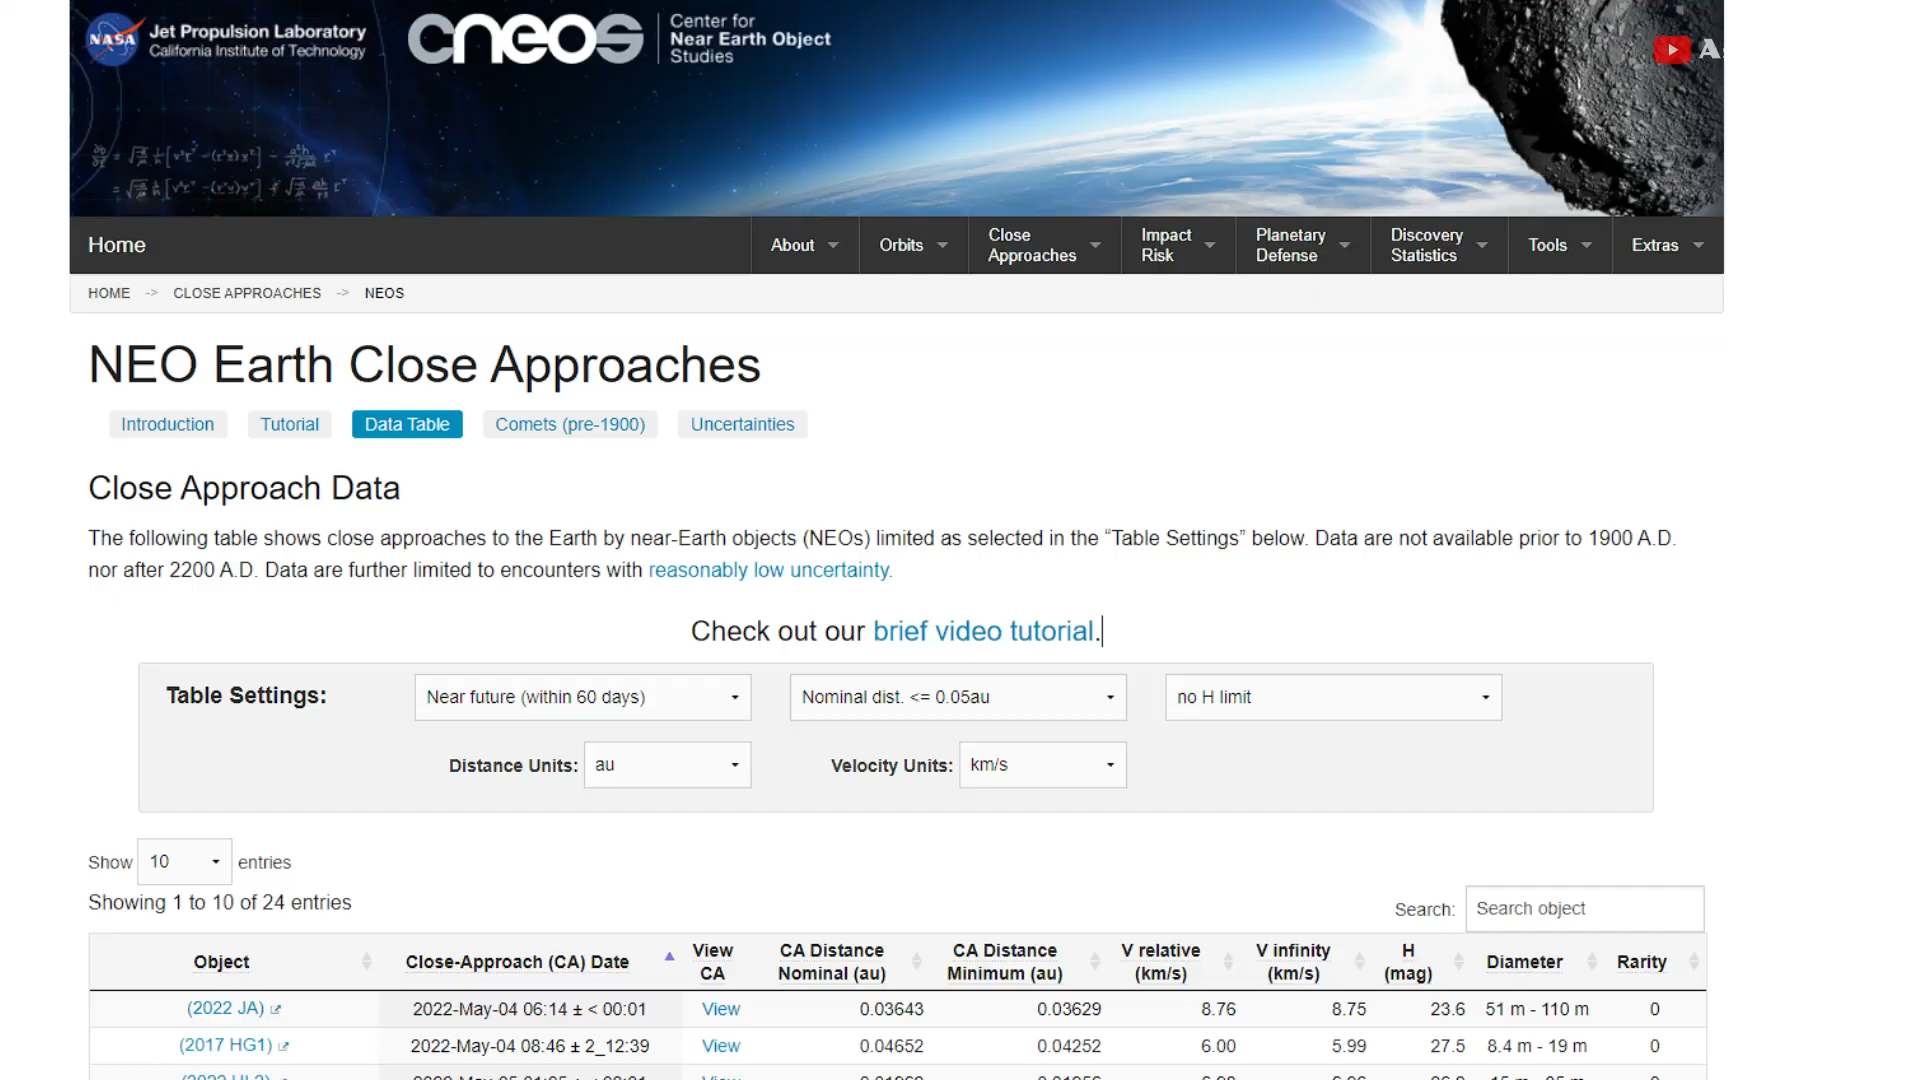 NASA
Jet Propulsion Laboratory
California Institute of Technology
cneos
Center for
Near Earth Object
Studies
Home
About
Orbits
Close
Approaches
Impact
Risk
Planetary
Defense
Discovery
Statistics
Tools
Extras
HOME -> CLOSE APPROACHES -> NEOS
NEO Earth Close Approaches
Introduction Tutorial Data Table Comets (pre-1900) Uncertainties
Close Approach Data
The following table shows close approaches to the Earth by near-Earth objects (NEOs) limited as selected in the “Table Settings” below. Data are not available prior to 1900 A.D.
nor after 2200 A.D. Data are further limited to encounters with reasonably low uncertainty.
Check out our brief video tutorial.
Table Settings: Near future (within 60 days) Nominal dist. <= 0.05au no H limit
Distance Units: au Velocity Units: km/s
Show 10 entries
Showing 1 to 10 of 24 entries
Search: Search object
Object
Close-Approach (CA) Date
View
CA
CA Distance
Nominal (au)
CA Distance
Minimum (au)
V relative
(km/s)
V infinity
(km/s)
H
(mag)
Diameter
Rarity
(2022 JA) 2022-May-04 06:14 ± < 00:01 View 0.03643 0.03629 8.76 8.75 23.6 51 m - 110 m 0
(2017 HG1) 2022-May-04 08:46 ± 2_12:39 View 0.04652 0.04252 6.00 5.99 27.5 8.4 m - 19 m 0